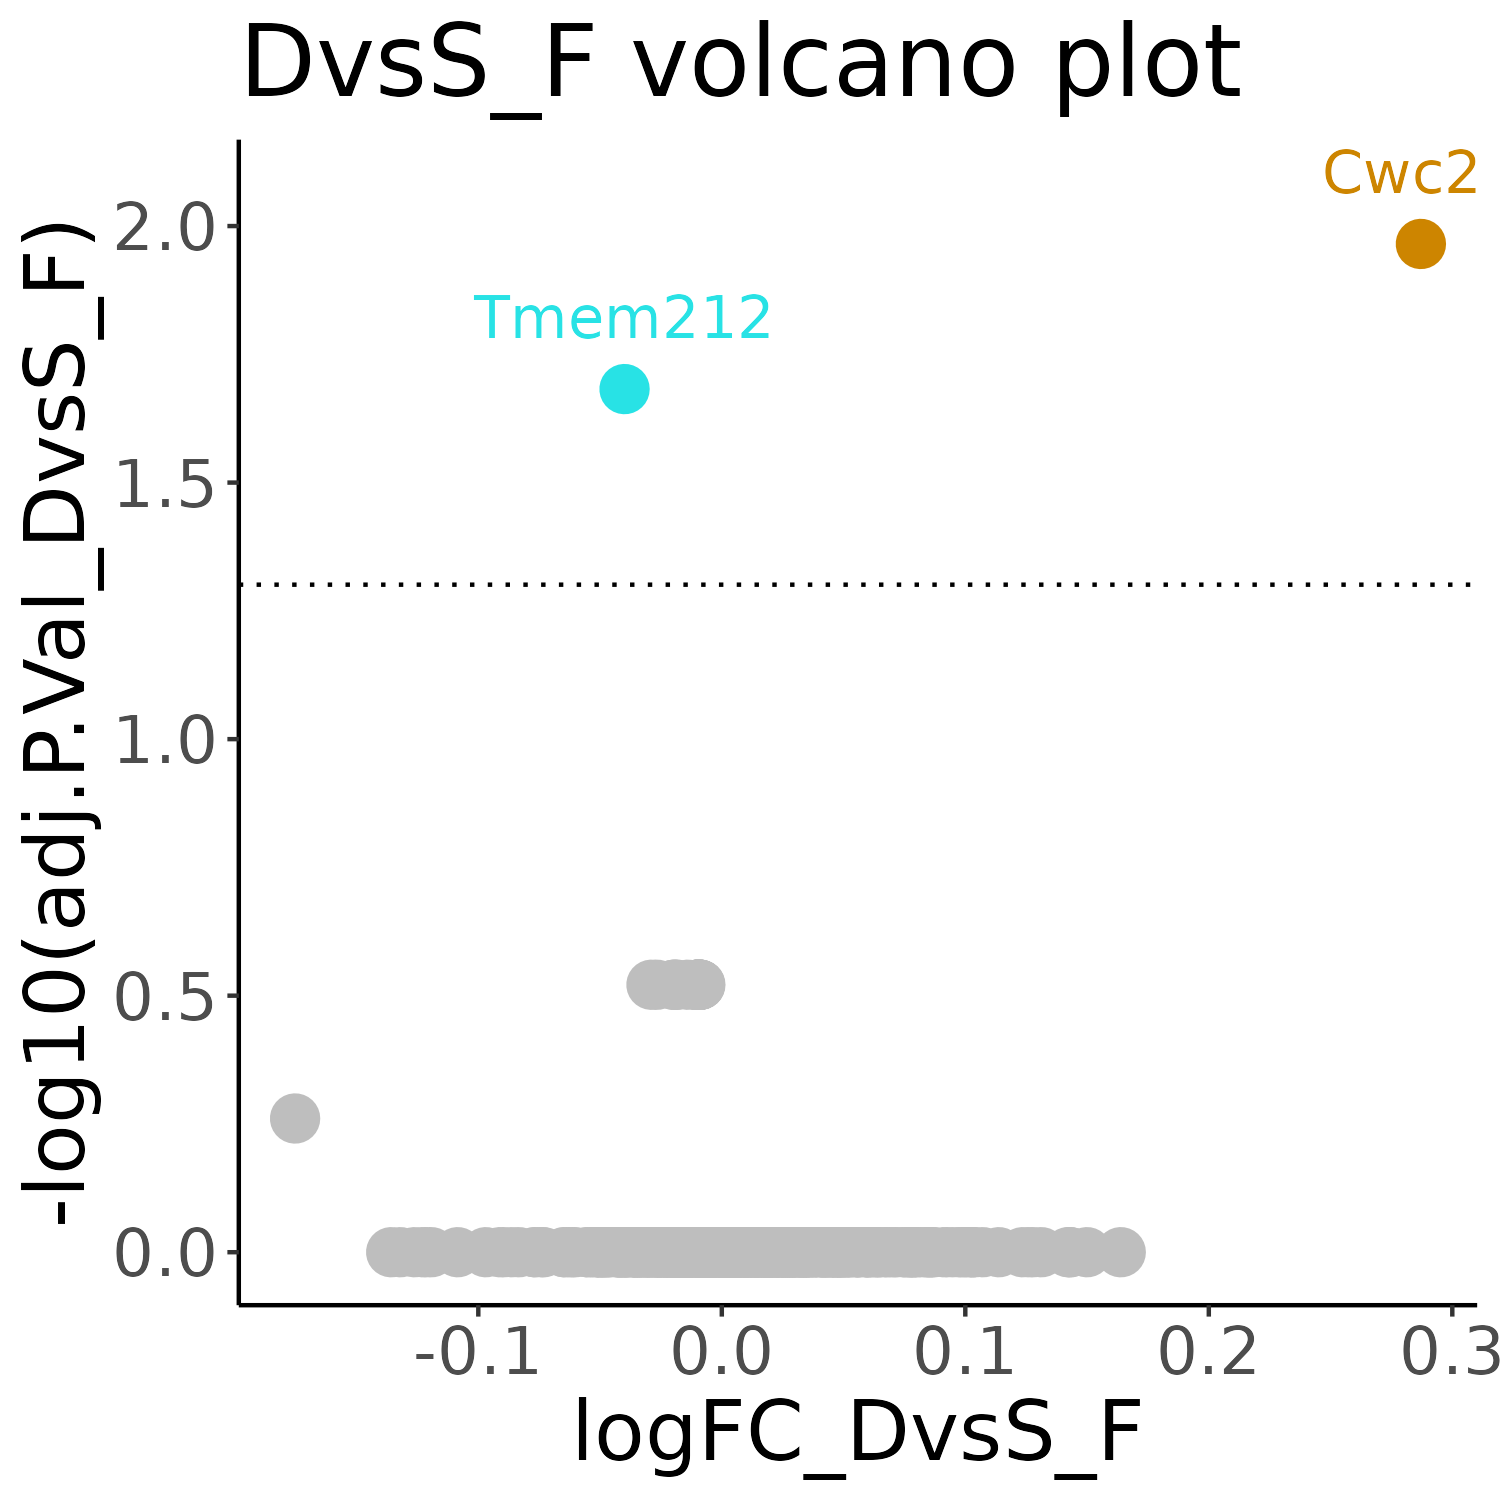 DvsS_F volcano plot
Cwc2
Tmem212
-log10(adj.P.Val_DvsS_F)
2.0
1.5
1.0
0.5
0.0
-0.1 0.0 0.1 0.2 0.3
logFC_DvsS_F